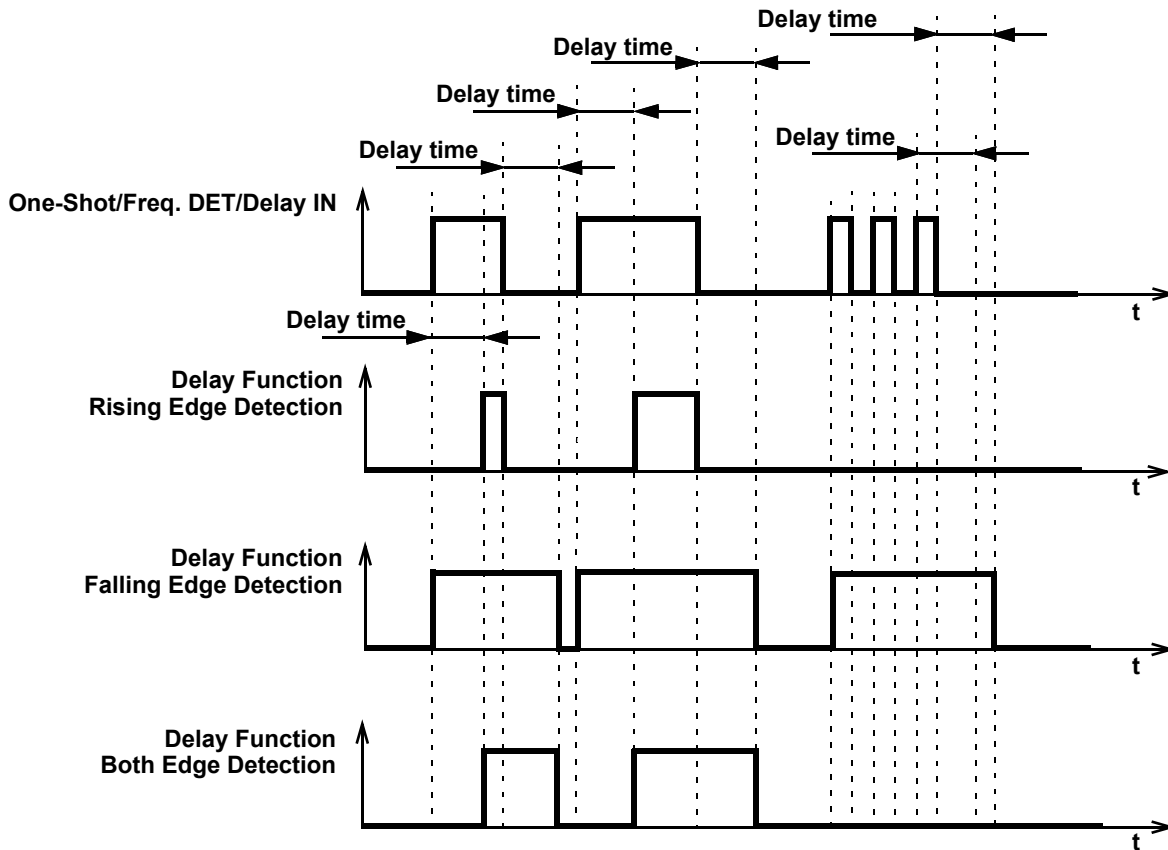 Delay time
Delay time
Delay time
Delay time
Delay time
One-Shot/Freq. DET/Delay IN
t
Delay time
Delay Function
Rising Edge Detection
t
Delay Function
Falling Edge Detection
t
Delay Function
Both Edge Detection
t